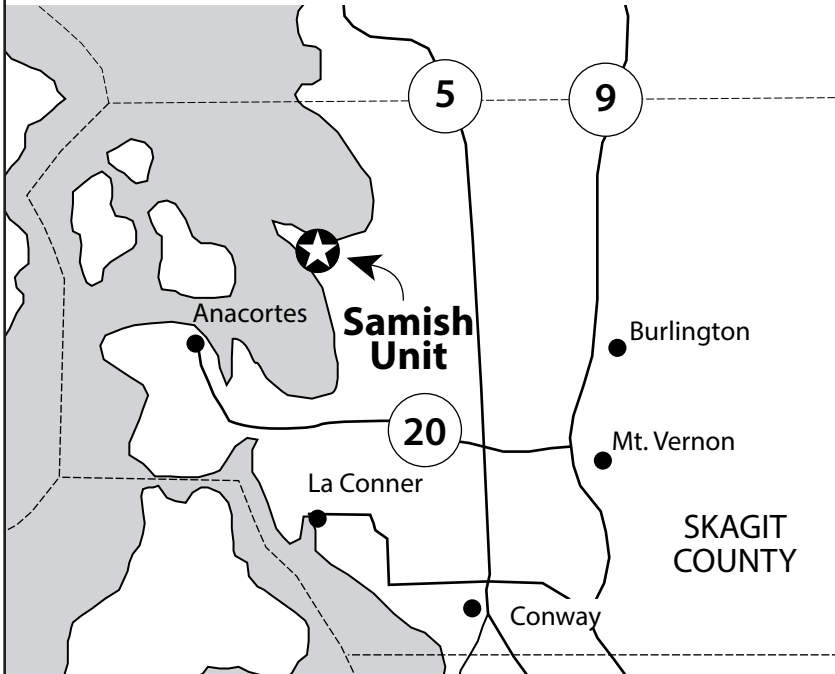 5
9
Anacortes
Samish
Unit
Burlington
20
Mt. Vernon
La Conner
SKAGIT
COUNTY
Conway